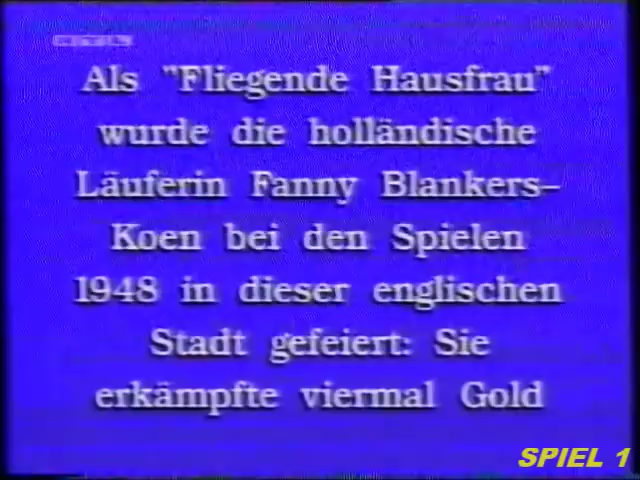 Als "Fliegende Hausfrau"
wurde die holländische
Läuferin Fanny Blankers-
Koen bei den Spielen
1948 in dieser englischen
Stadt gefeiert: Sie
erkämpfte viermal Gold
SPIEL 1